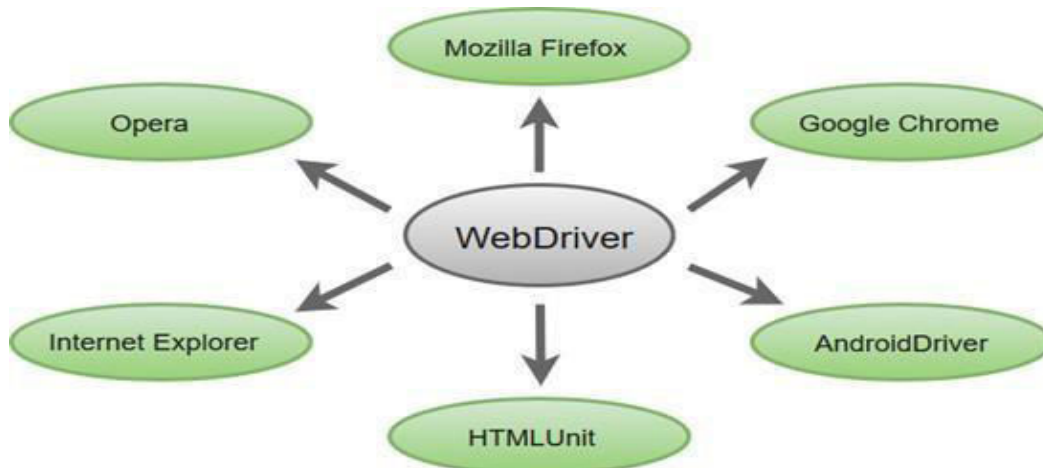 Mozilla Firefox
Opera
Google Chrome
WebDriver
Internet Explorer
AndroidDriver
HTMLUnit